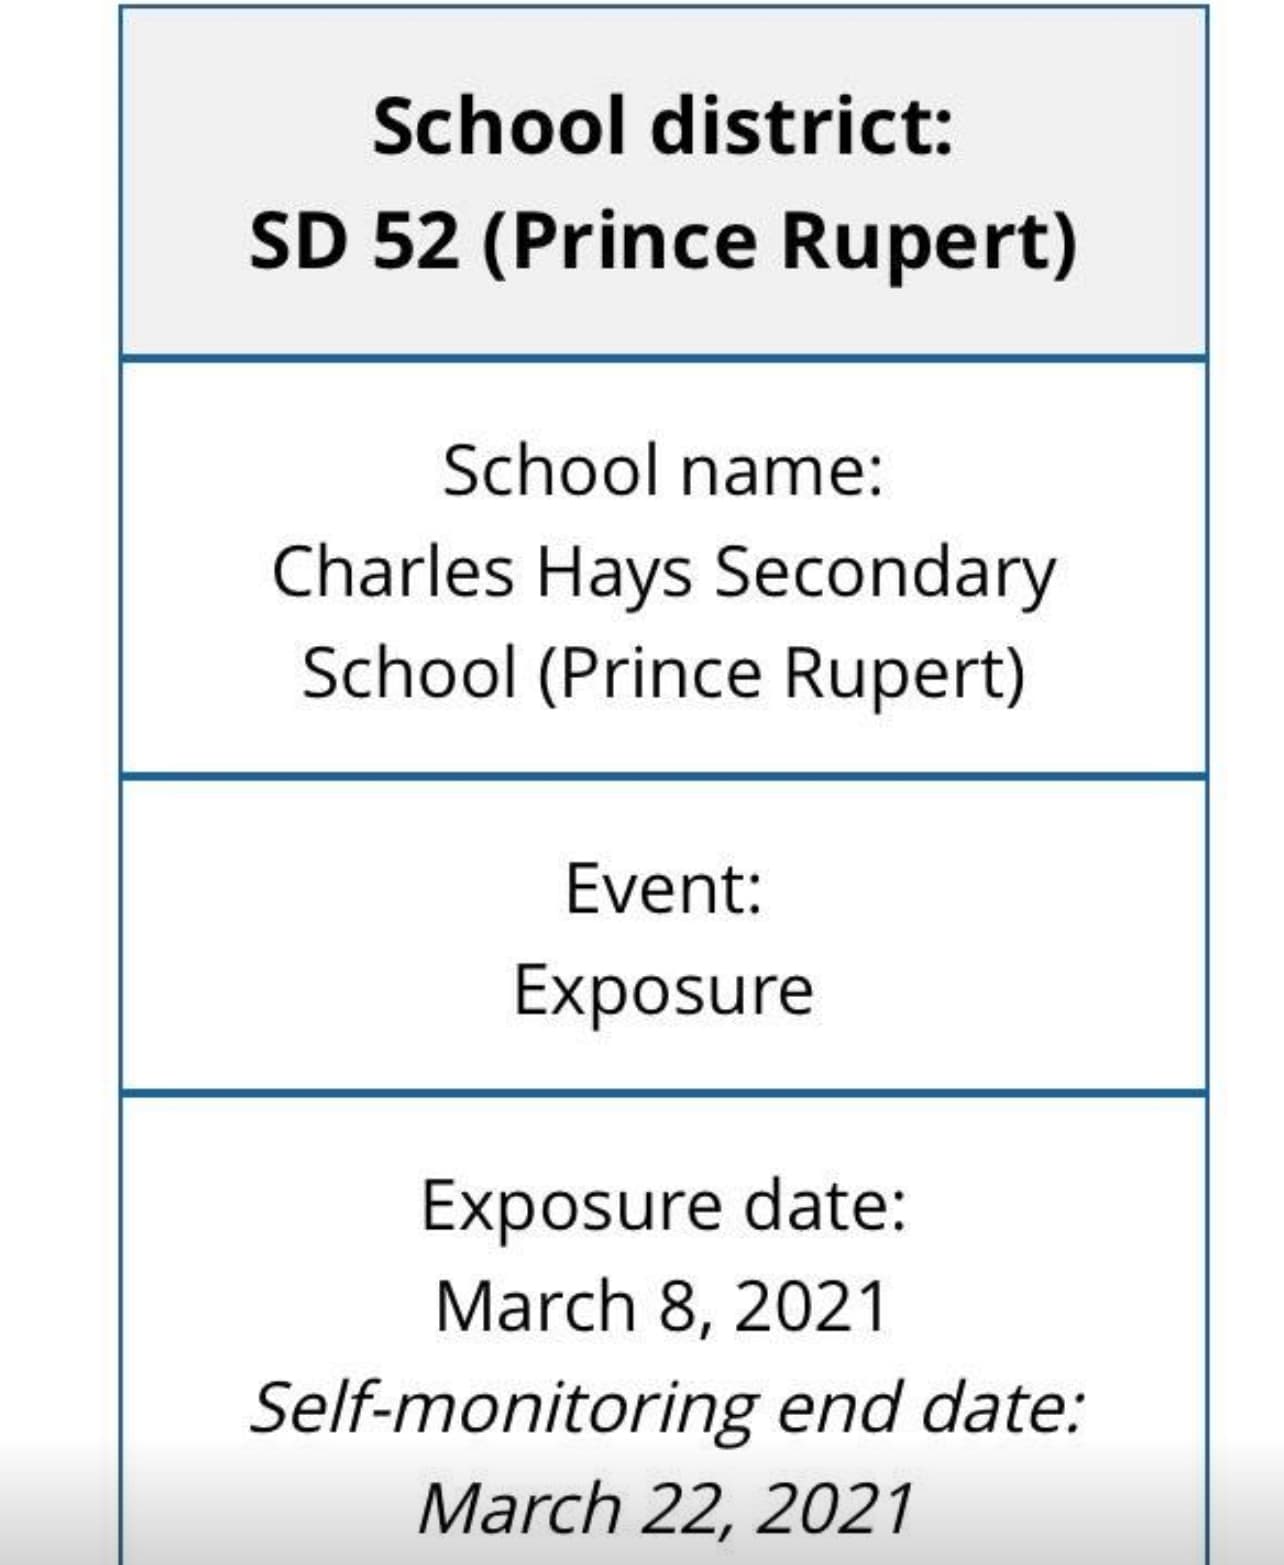 School district:
SD 52 (Prince Rupert)
School name:
Charles Hays Secondary
School (Prince Rupert)
Event:
Exposure
Exposure date:
March 8, 2021
Self-monitoring end date:
March 22, 2021